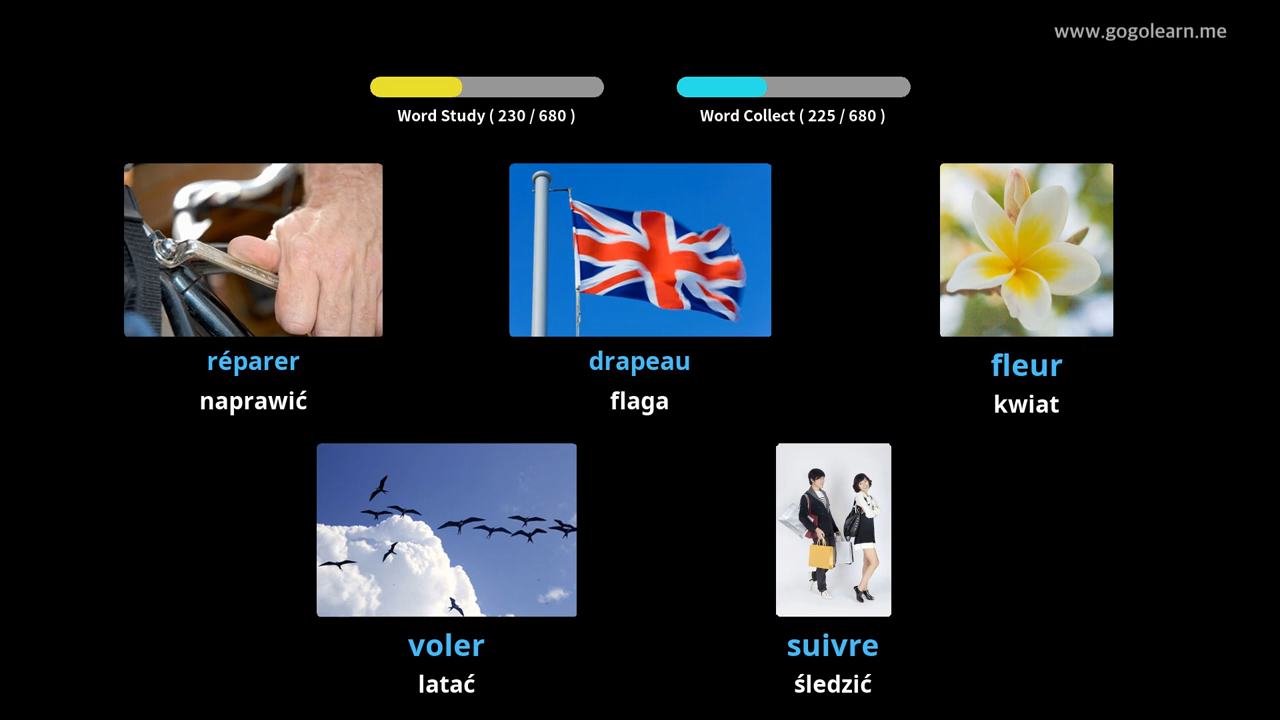 www.gogolearn.me
Word Study ( 230 / 680 )
Word Collect ( 225 / 680 )
réparer
naprawić
drapeau
flaga
fleur
kwiat
voler
latać
suivre
śledzić